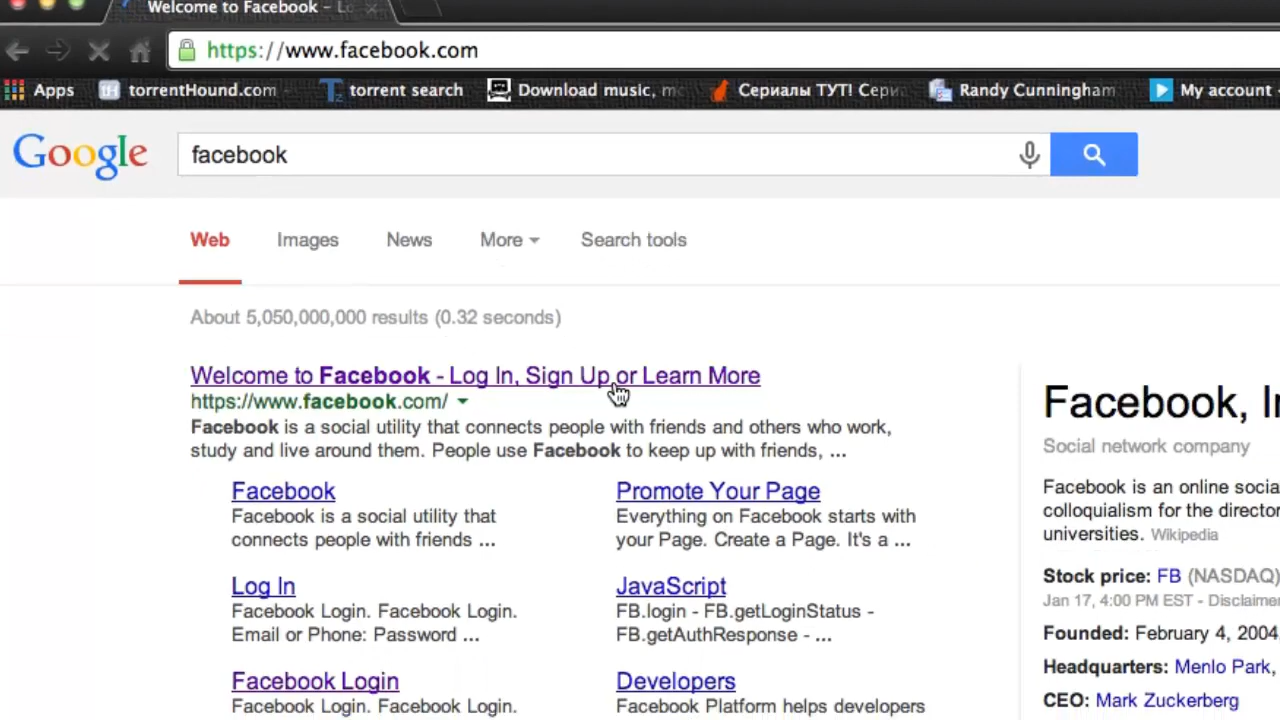 Welcome to Facebook - Lo
https://www.facebook.com
Apps torrentHound.com - torrent search Download music, mo Сериалы ТУТ! Сери Randy Cunningham My account -
Google facebook
Web Images News More Search tools
About 5,050,000,000 results (0.32 seconds)
Welcome to Facebook - Log In, Sign Up or Learn More
https://www.facebook.com/
Facebook is a social utility that connects people with friends and others who work,
study and live around them. People use Facebook to keep up with friends, ...
Facebook
Facebook is a social utility that
connects people with friends ...
Promote Your Page
Everything on Facebook starts with
your Page. Create a Page. It's a ...
Log In
Facebook Login. Facebook Login.
Email or Phone: Password ...
JavaScript
FB.login - FB.getLoginStatus -
FB.getAuthResponse - ...
Facebook Login
Facebook Login. Facebook Login.
Developers
Facebook Platform helps developers
Facebook, I
Social network company
Facebook is an online socia
colloquialism for the director
universities. Wikipedia
Stock price: FB (NASDAQ)
Jan 17, 4:00 PM EST - Disclaimer
Founded: February 4, 2004
Headquarters: Menlo Park,
CEO: Mark Zuckerberg